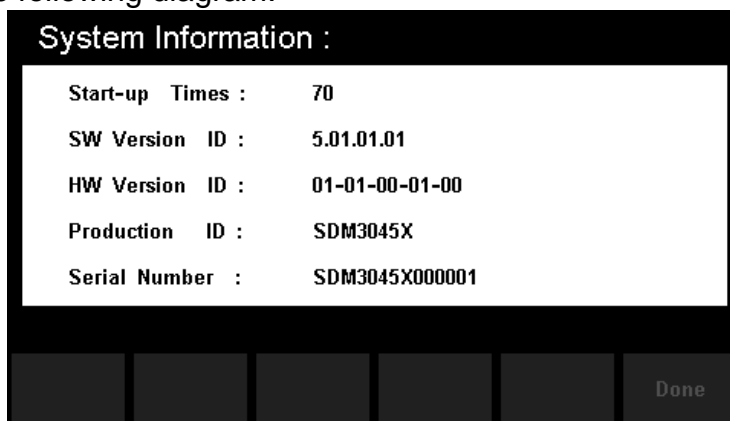 following diagram.
System Information :
Start-up Times : 70
SW Version ID : 5.01.01.01
HW Version ID : 01-01-00-01-00
Production ID : SDM3045X
Serial Number : SDM3045X000001
Done